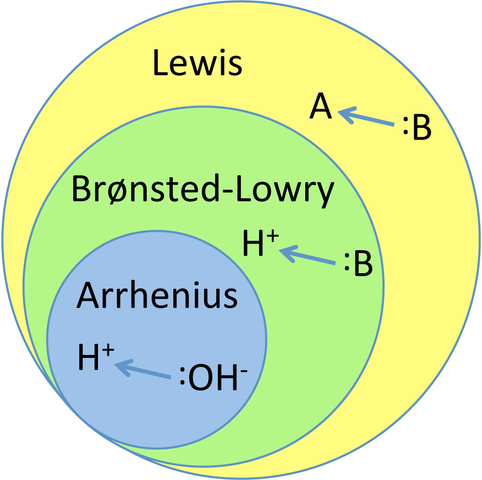 Lewis
A :B
Brønsted-Lowry
H⁺ :B
Arrhenius
H⁺ :OH⁻